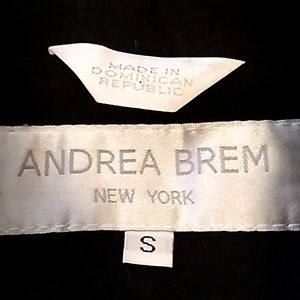 MADE IN
DOMINICAN
REPUBLIC
ANDREA BREM
NEW YORK
S